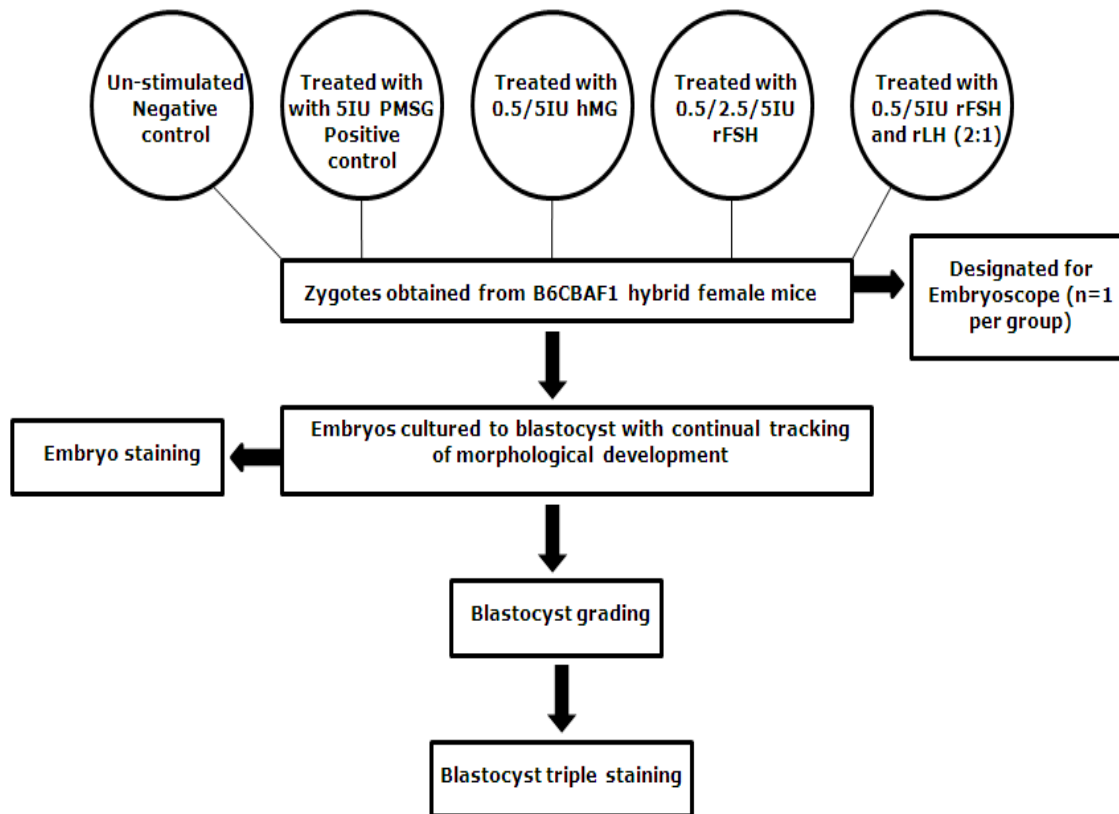 Un-stimulated
Negative
control
Treated with
with 5IU PMSG
Positive
control
Treated with
0.5/5IU hMG
Treated with
0.5/2.5/5IU
rFSH
Treated with
0.5/5IU rFSH
and rLH (2:1)
Zygotes obtained from B6CBAF1 hybrid female mice
Designated for
Embryoscope (n=1
per group)
Embryos cultured to blastocyst with continual tracking
of morphological development
Embryo staining
Blastocyst grading
Blastocyst triple staining